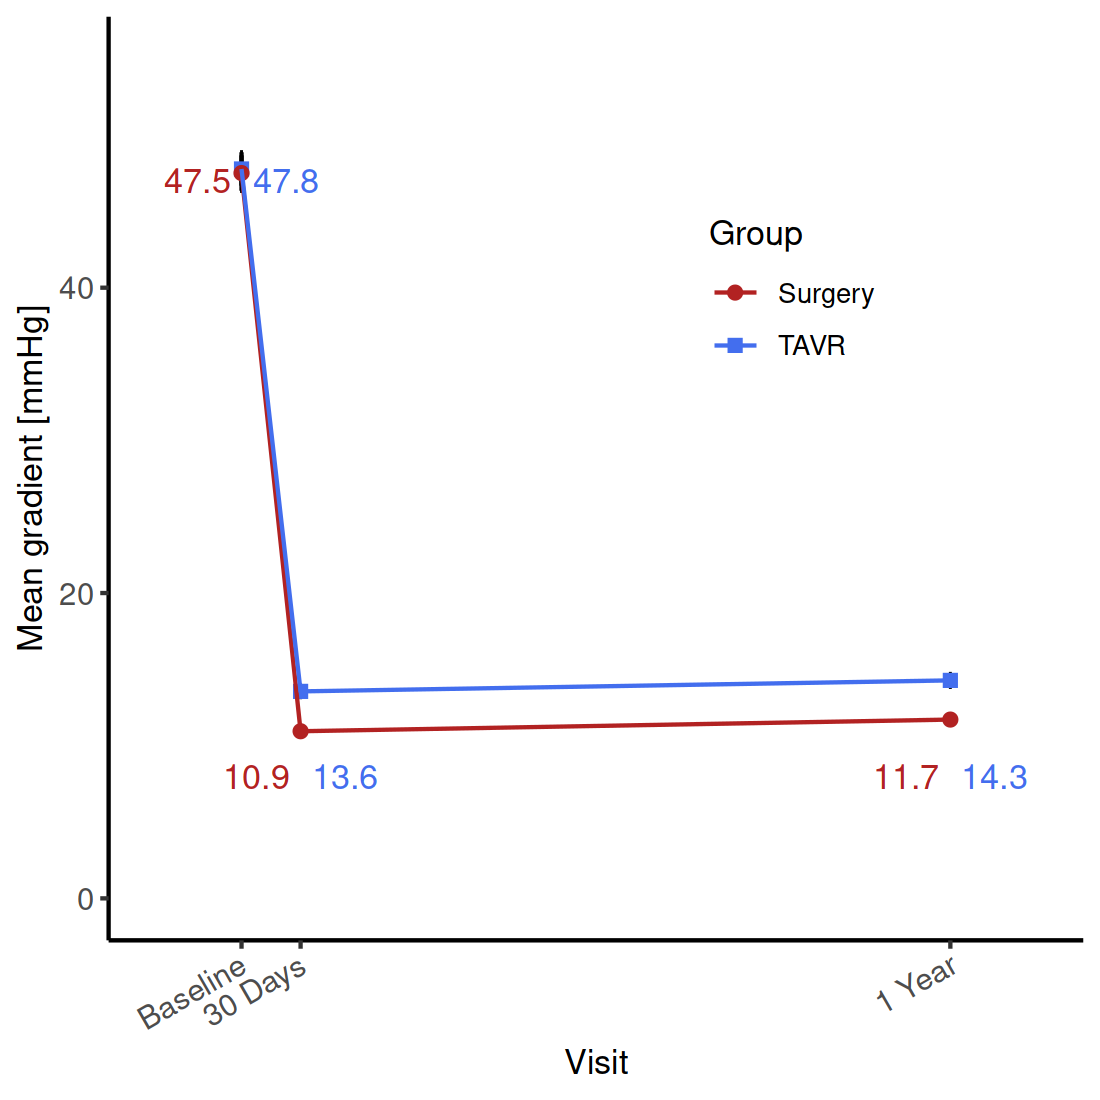 47.5 47.8
Group
40
Surgery
TAVR
Mean gradient [mmHg]
20
10.9 13.6 11.7 14.3
0
Baseline
30 Days
1 Year
Visit